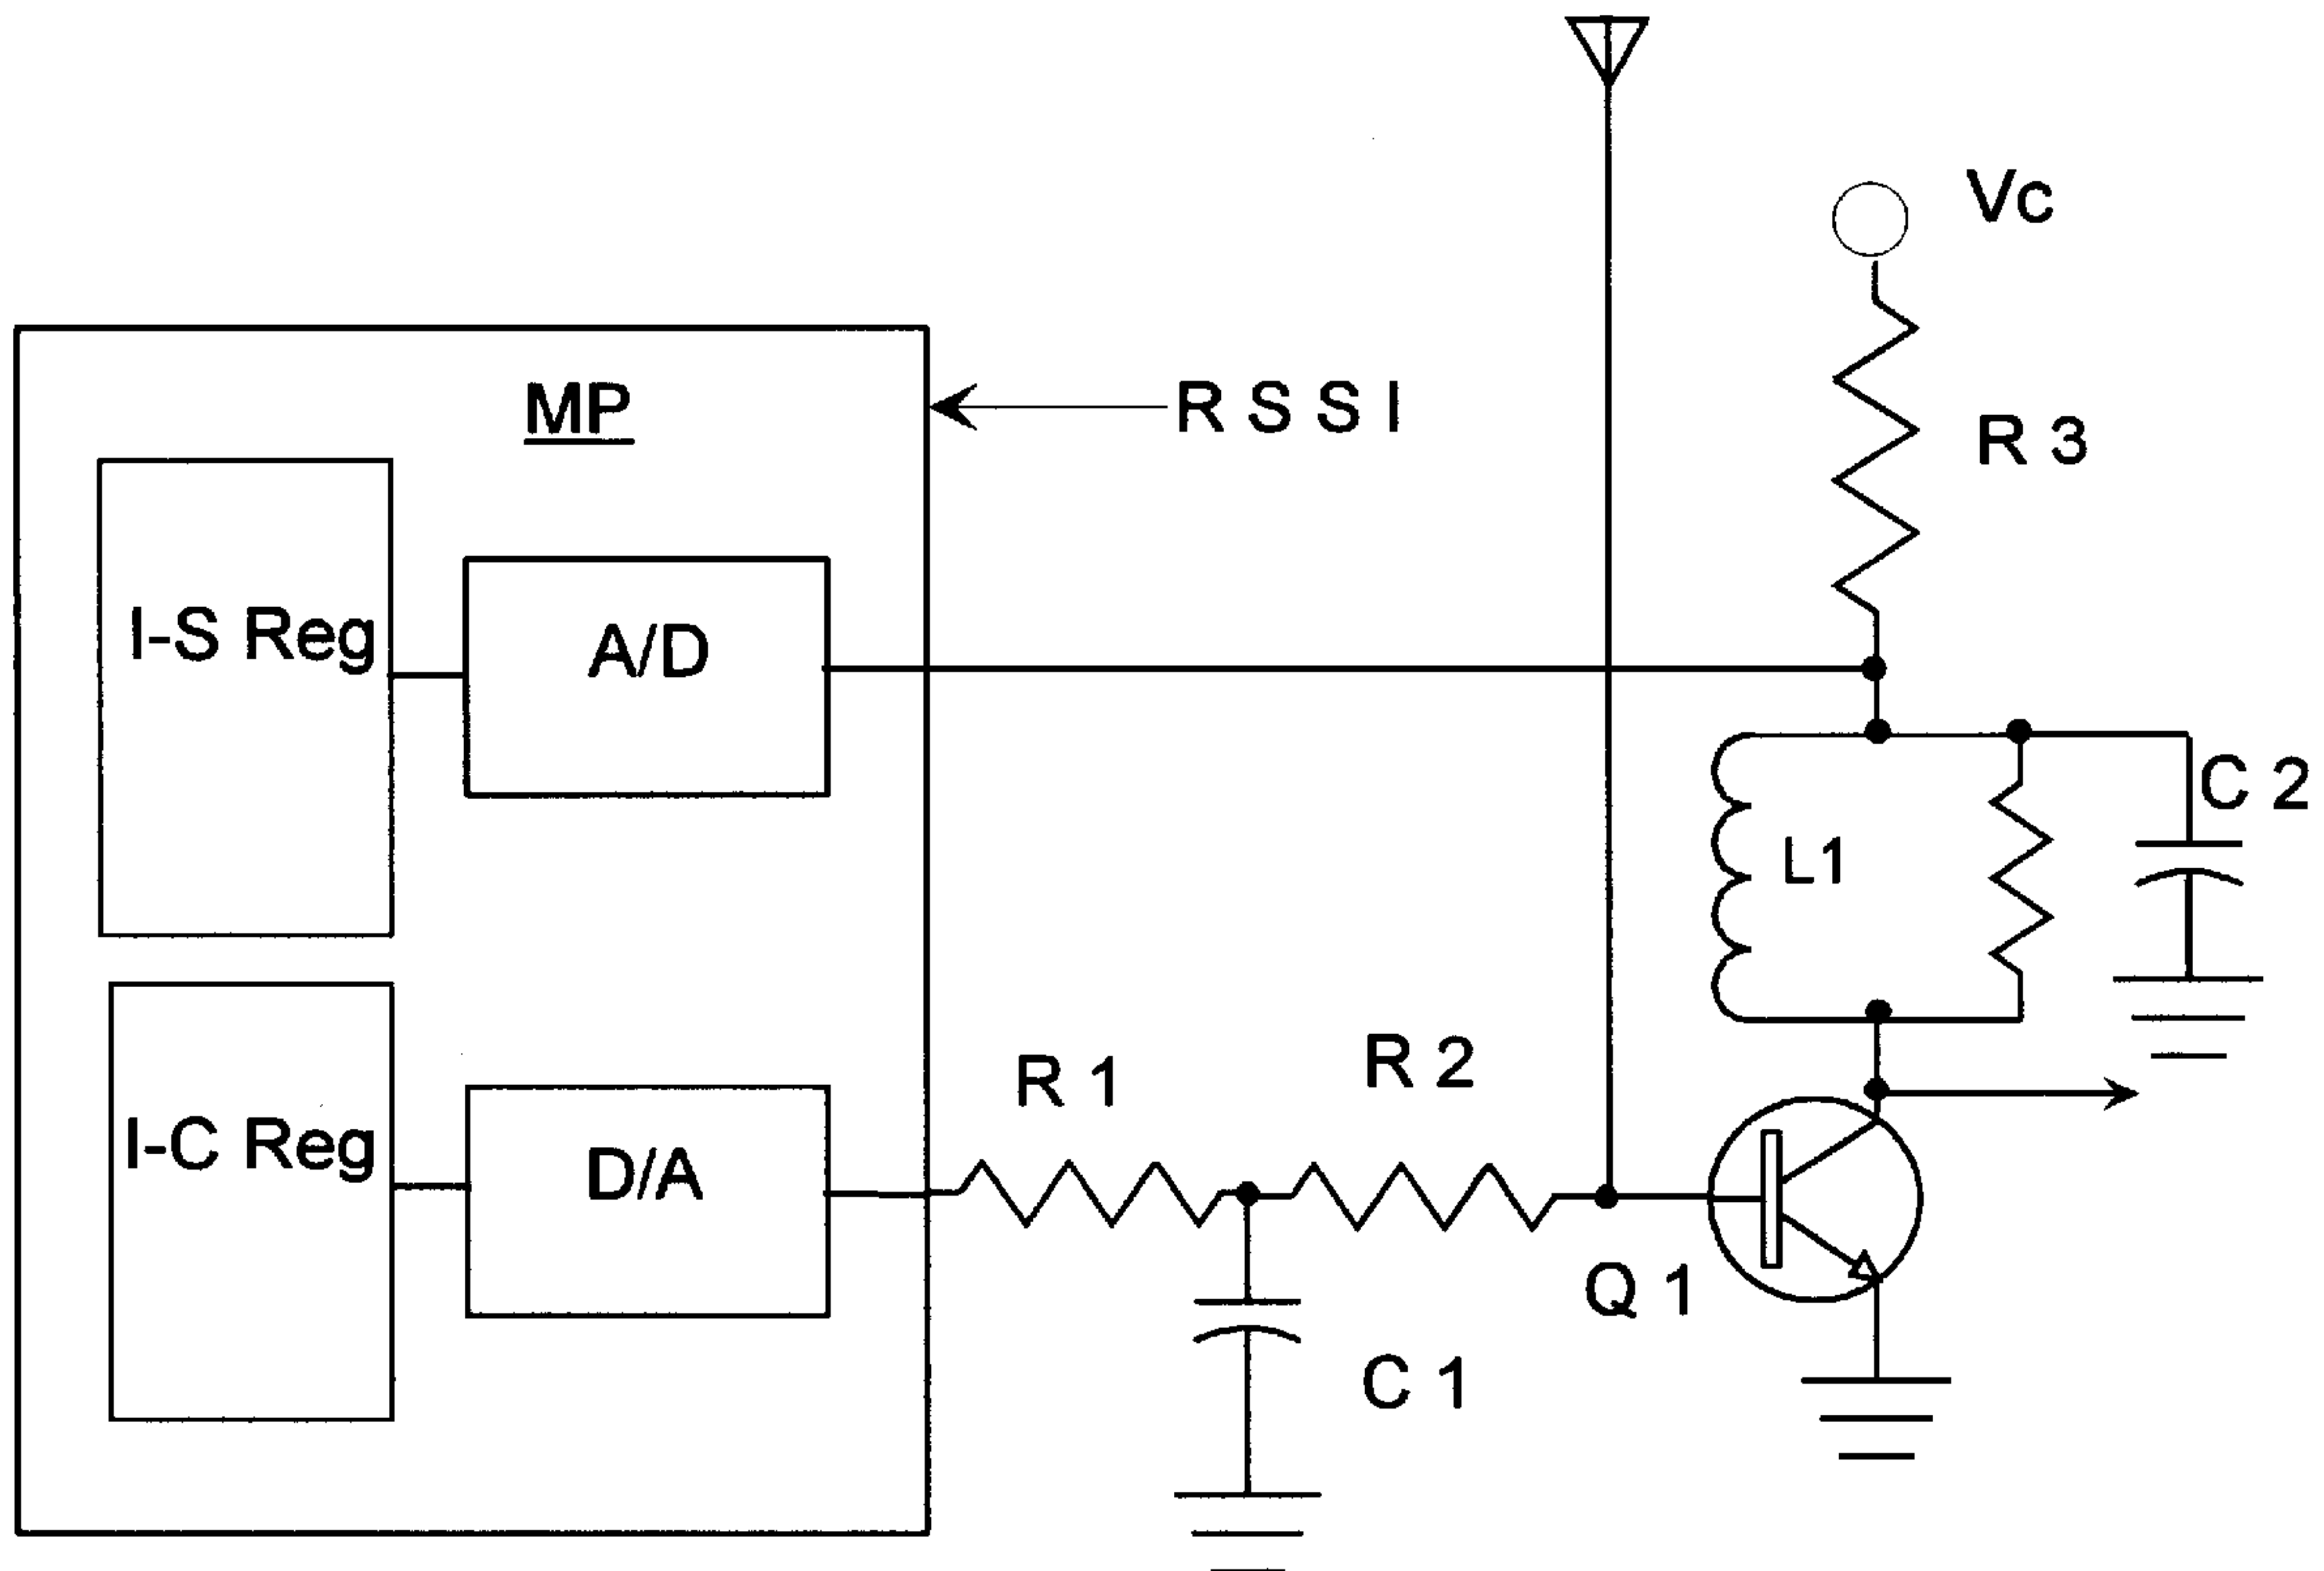 Vc
MP
R S S I
R 3
I-S Reg
A/D
C 2
L1
R 1
R 2
I-C Reg
D/A
Q 1
C 1